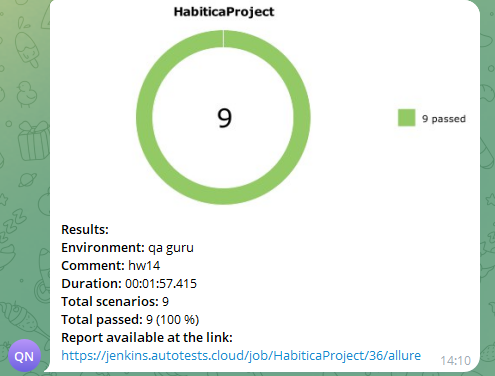 HabiticaProject
9
9 passed
Results:
Environment: qa guru
Comment: hw14
Duration: 00:01:57.415
Total scenarios: 9
Total passed: 9 (100 %)
Report available at the link:
https://jenkins.autotests.cloud/job/HabiticaProject/36/allure
QN
14:10